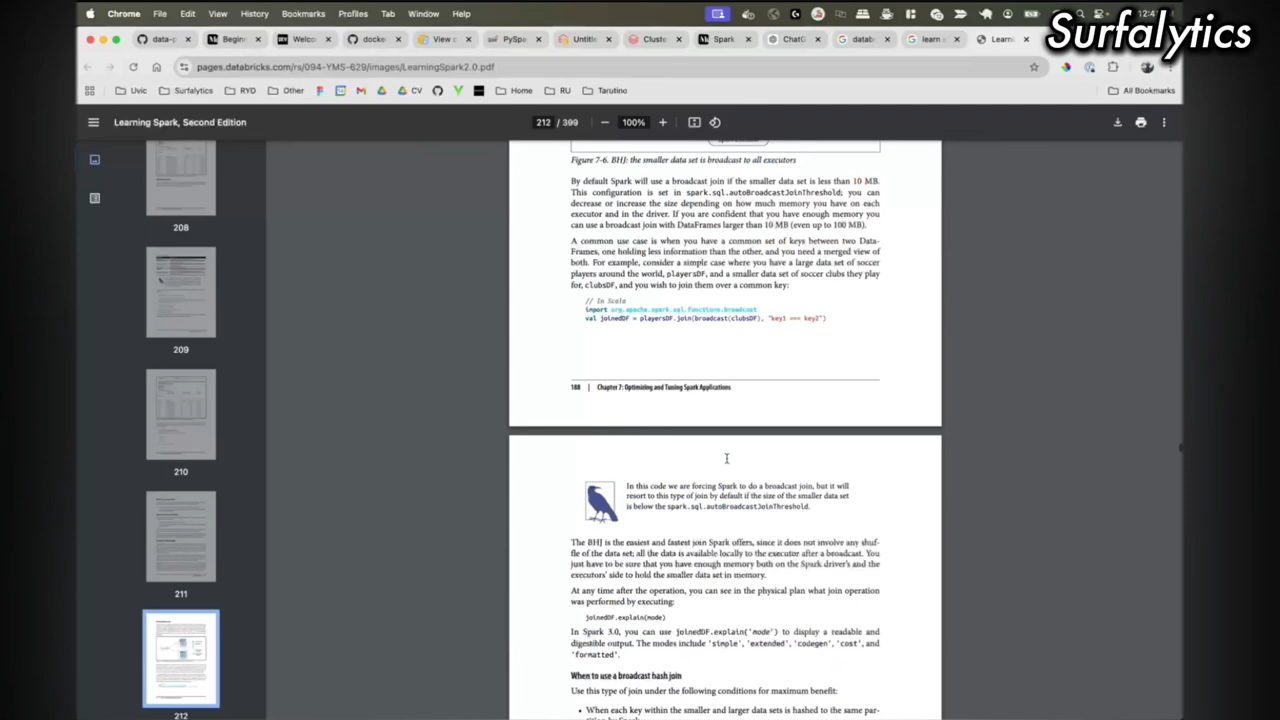 Chrome File Edit View History Bookmarks Profiles Tab Window Help
Surfalytics
data-p Begin Welco docke View c PySpa Untitle Cluste Spark ChatG datab learn s Learni
pages.databricks.com/rs/094-YMS-629/images/LearningSpark2.0.pdf
Uvic Surfalytics RYD Other CV Home RU Tarutino All Bookmarks
Learning Spark, Second Edition 212 / 399 100%
208
209
210
211
212
Figure 7-6. BHJ: the smaller data set is broadcast to all executors
By default Spark will use a broadcast join if the smaller data set is less than 10 MB.
This configuration is set in spark.sql.autoBroadcastJoinThreshold; you can
decrease or increase the size depending on how much memory you have on each
executor and in the driver. If you are confident that you have enough memory you
can use a broadcast join with DataFrames larger than 10 MB (even up to 100 MB).
A common use case is when you have a common set of keys between two Data-
Frames, one holding less information than the other, and you need a merged view of
both. For example, consider a simple case where you have a large data set of soccer
players around the world, playersDF, and a smaller data set of soccer clubs they play
for, clubsDF, and you wish to join them over a common key:
// In Scala
import org.apache.spark.sql.functions.broadcast
val joinedDF = playersDF.join(broadcast(clubsDF), "key1 === key2")
188 | Chapter 7: Optimizing and Tuning Spark Applications
In this code we are forcing Spark to do a broadcast join, but it will
resort to this type of join by default if the size of the smaller data set
is below the spark.sql.autoBroadcastJoinThreshold.
The BHJ is the easiest and fastest join Spark offers, since it does not involve any shuf-
fle of the data set; all the data is available locally to the executor after a broadcast. You
just have to be sure that you have enough memory both on the Spark driver's and the
executors' side to hold the smaller data set in memory.
At any time after the operation, you can see in the physical plan what join operation
was performed by executing:
joinedDF.explain(mode)
In Spark 3.0, you can use joinedDF.explain('mode') to display a readable and
digestible output. The modes include 'simple', 'extended', 'codegen', 'cost', and
'formatted'.
When to use a broadcast hash join
Use this type of join under the following conditions for maximum benefit:
• When each key within the smaller and larger data sets is hashed to the same par-